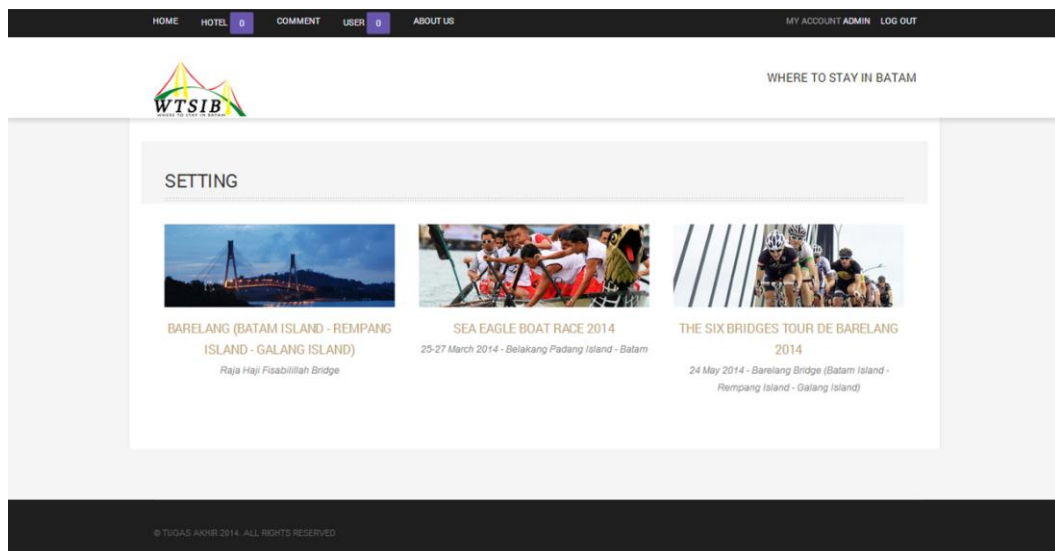 HOME HOTEL 0 COMMENT USER 0 ABOUT US MY ACCOUNT ADMIN LOG OUT
WTSIB
WHERE TO STAY IN BATAM
WHERE TO STAY IN BATAM
SETTING
BARELANG (BATAM ISLAND - REMPANG
ISLAND - GALANG ISLAND)
Raja Haji Fisabilillah Bridge
SEA EAGLE BOAT RACE 2014
25-27 March 2014 - Belakang Padang Island - Batam
THE SIX BRIDGES TOUR DE BARELANG
2014
24 May 2014 - Barelang Bridge (Batam Island -
Rempang Island - Galang Island)
© TUGAS AKHIR 2014. ALL RIGHTS RESERVED